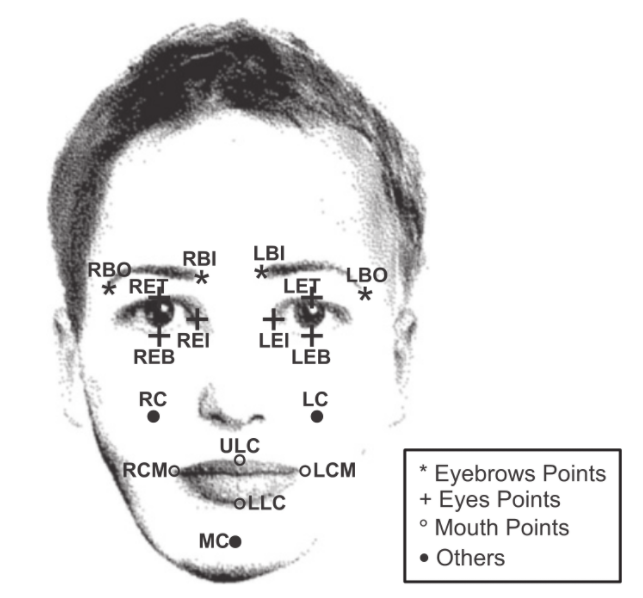 LBI
RBI
RBO
LBO
RET
LET
REI
LEI
REB
LEB
RC
LC
ULC
RCM
LCM
LLC
MC
* Eyebrows Points
+ Eyes Points
○ Mouth Points
● Others